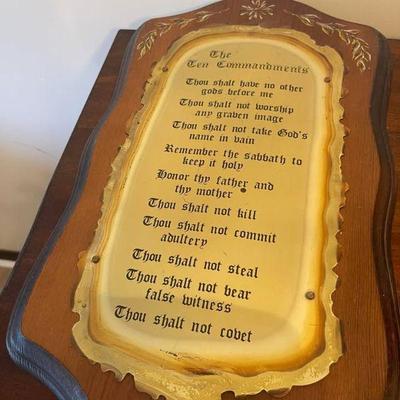 The
Ten Commandments
Thou shalt have no other
gods before me
Thou shalt not worship
any graven image
Thou shalt not take God's
name in vain
Remember the sabbath to
keep it holy
Honor thy father and
thy mother
Thou shalt not kill
Thou shalt not commit
adultery
Thou shalt not steal
Thou shalt not bear
false witness
Thou shalt not covet